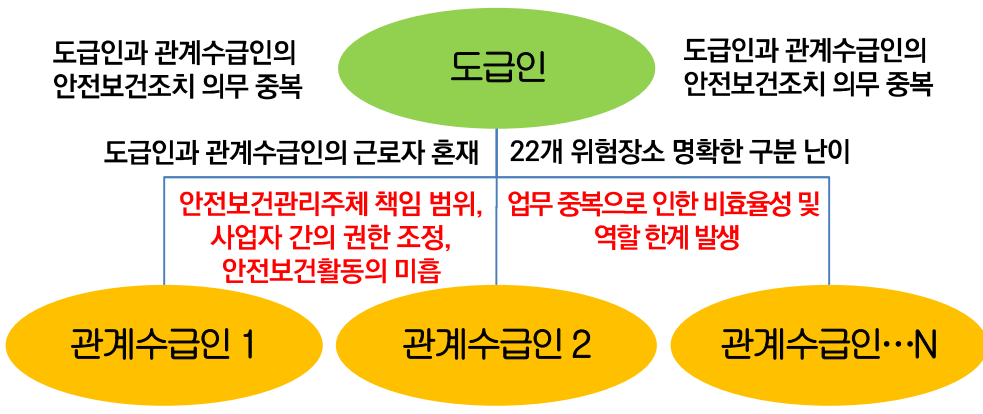 도급인과 관계수급인의
안전보건조치 의무 중복
도급인
도급인과 관계수급인의
안전보건조치 의무 중복
도급인과 관계수급인의 근로자 혼재
22개 위험장소 명확한 구분 난이
안전보건관리주체 책임 범위,
사업자 간의 권한 조정,
안전보건활동의 미흡
업무 중복으로 인한 비효율성 및
역할 한계 발생
관계수급인 1
관계수급인 2
관계수급인…N